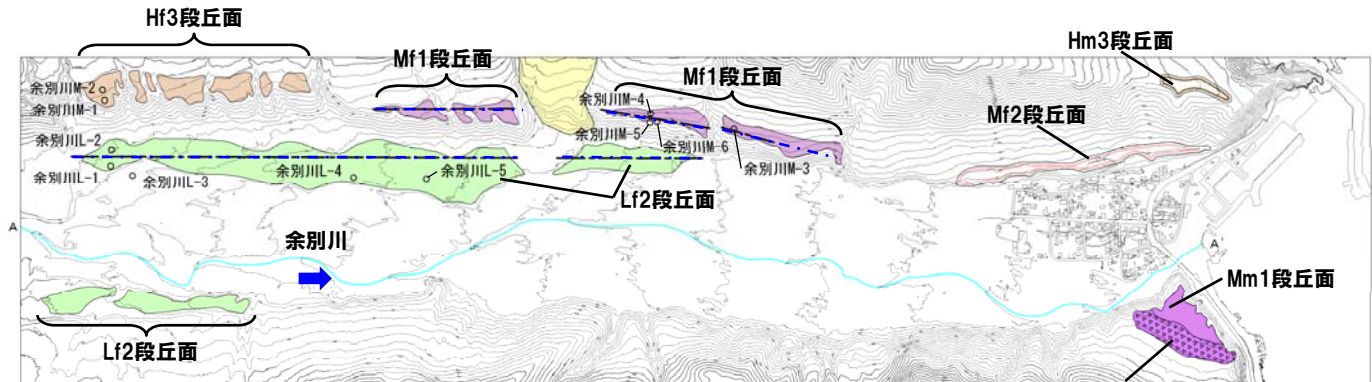 Hf3段丘面
Mf1段丘面
Mf1段丘面
Hm3段丘面
Mf2段丘面
余別川M-2
余別川M-1
余別川M-4
余別川M-5
余別川M-6
余別川M-3
余別川L-2
余別川L-1
余別川L-3
余別川L-4
余別川L-5
Lf2段丘面
A
余別川
A'
Mm1段丘面
Lf2段丘面